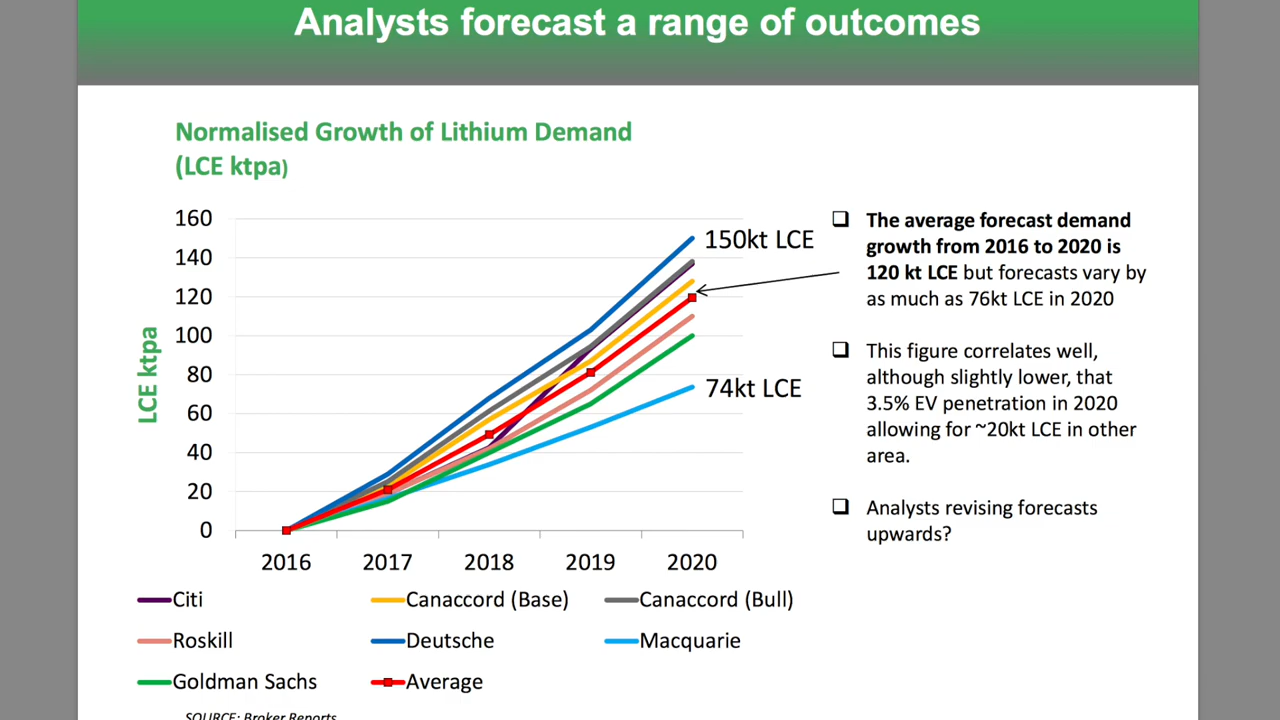 Analysts forecast a range of outcomes
Normalised Growth of Lithium Demand
(LCE ktpa)
160
140
120
100
80
60
40
20
0
LCE ktpa
2016 2017 2018 2019 2020
150kt LCE
74kt LCE
Citi Canaccord (Base) Canaccord (Bull)
Roskill Deutsche Macquarie
Goldman Sachs Average
SOURCE: Broker Reports
❑ The average forecast demand
growth from 2016 to 2020 is
120 kt LCE but forecasts vary by
as much as 76kt LCE in 2020
❑ This figure correlates well,
although slightly lower, that
3.5% EV penetration in 2020
allowing for ~20kt LCE in other
area.
❑ Analysts revising forecasts
upwards?